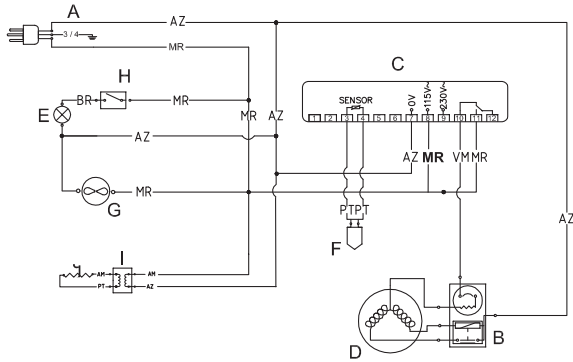 A
AZ
3 / 4
MR
H
C
BR
MR
SENSOR
0V
115V~
230V~
E
MR
AZ
1 2 3 4 5 6 7 8 9 10 11 12
AZ
AZ
MR
VM
MR
MR
G
PT
PT
AZ
F
I
AM
AM
PT
AZ
B
D